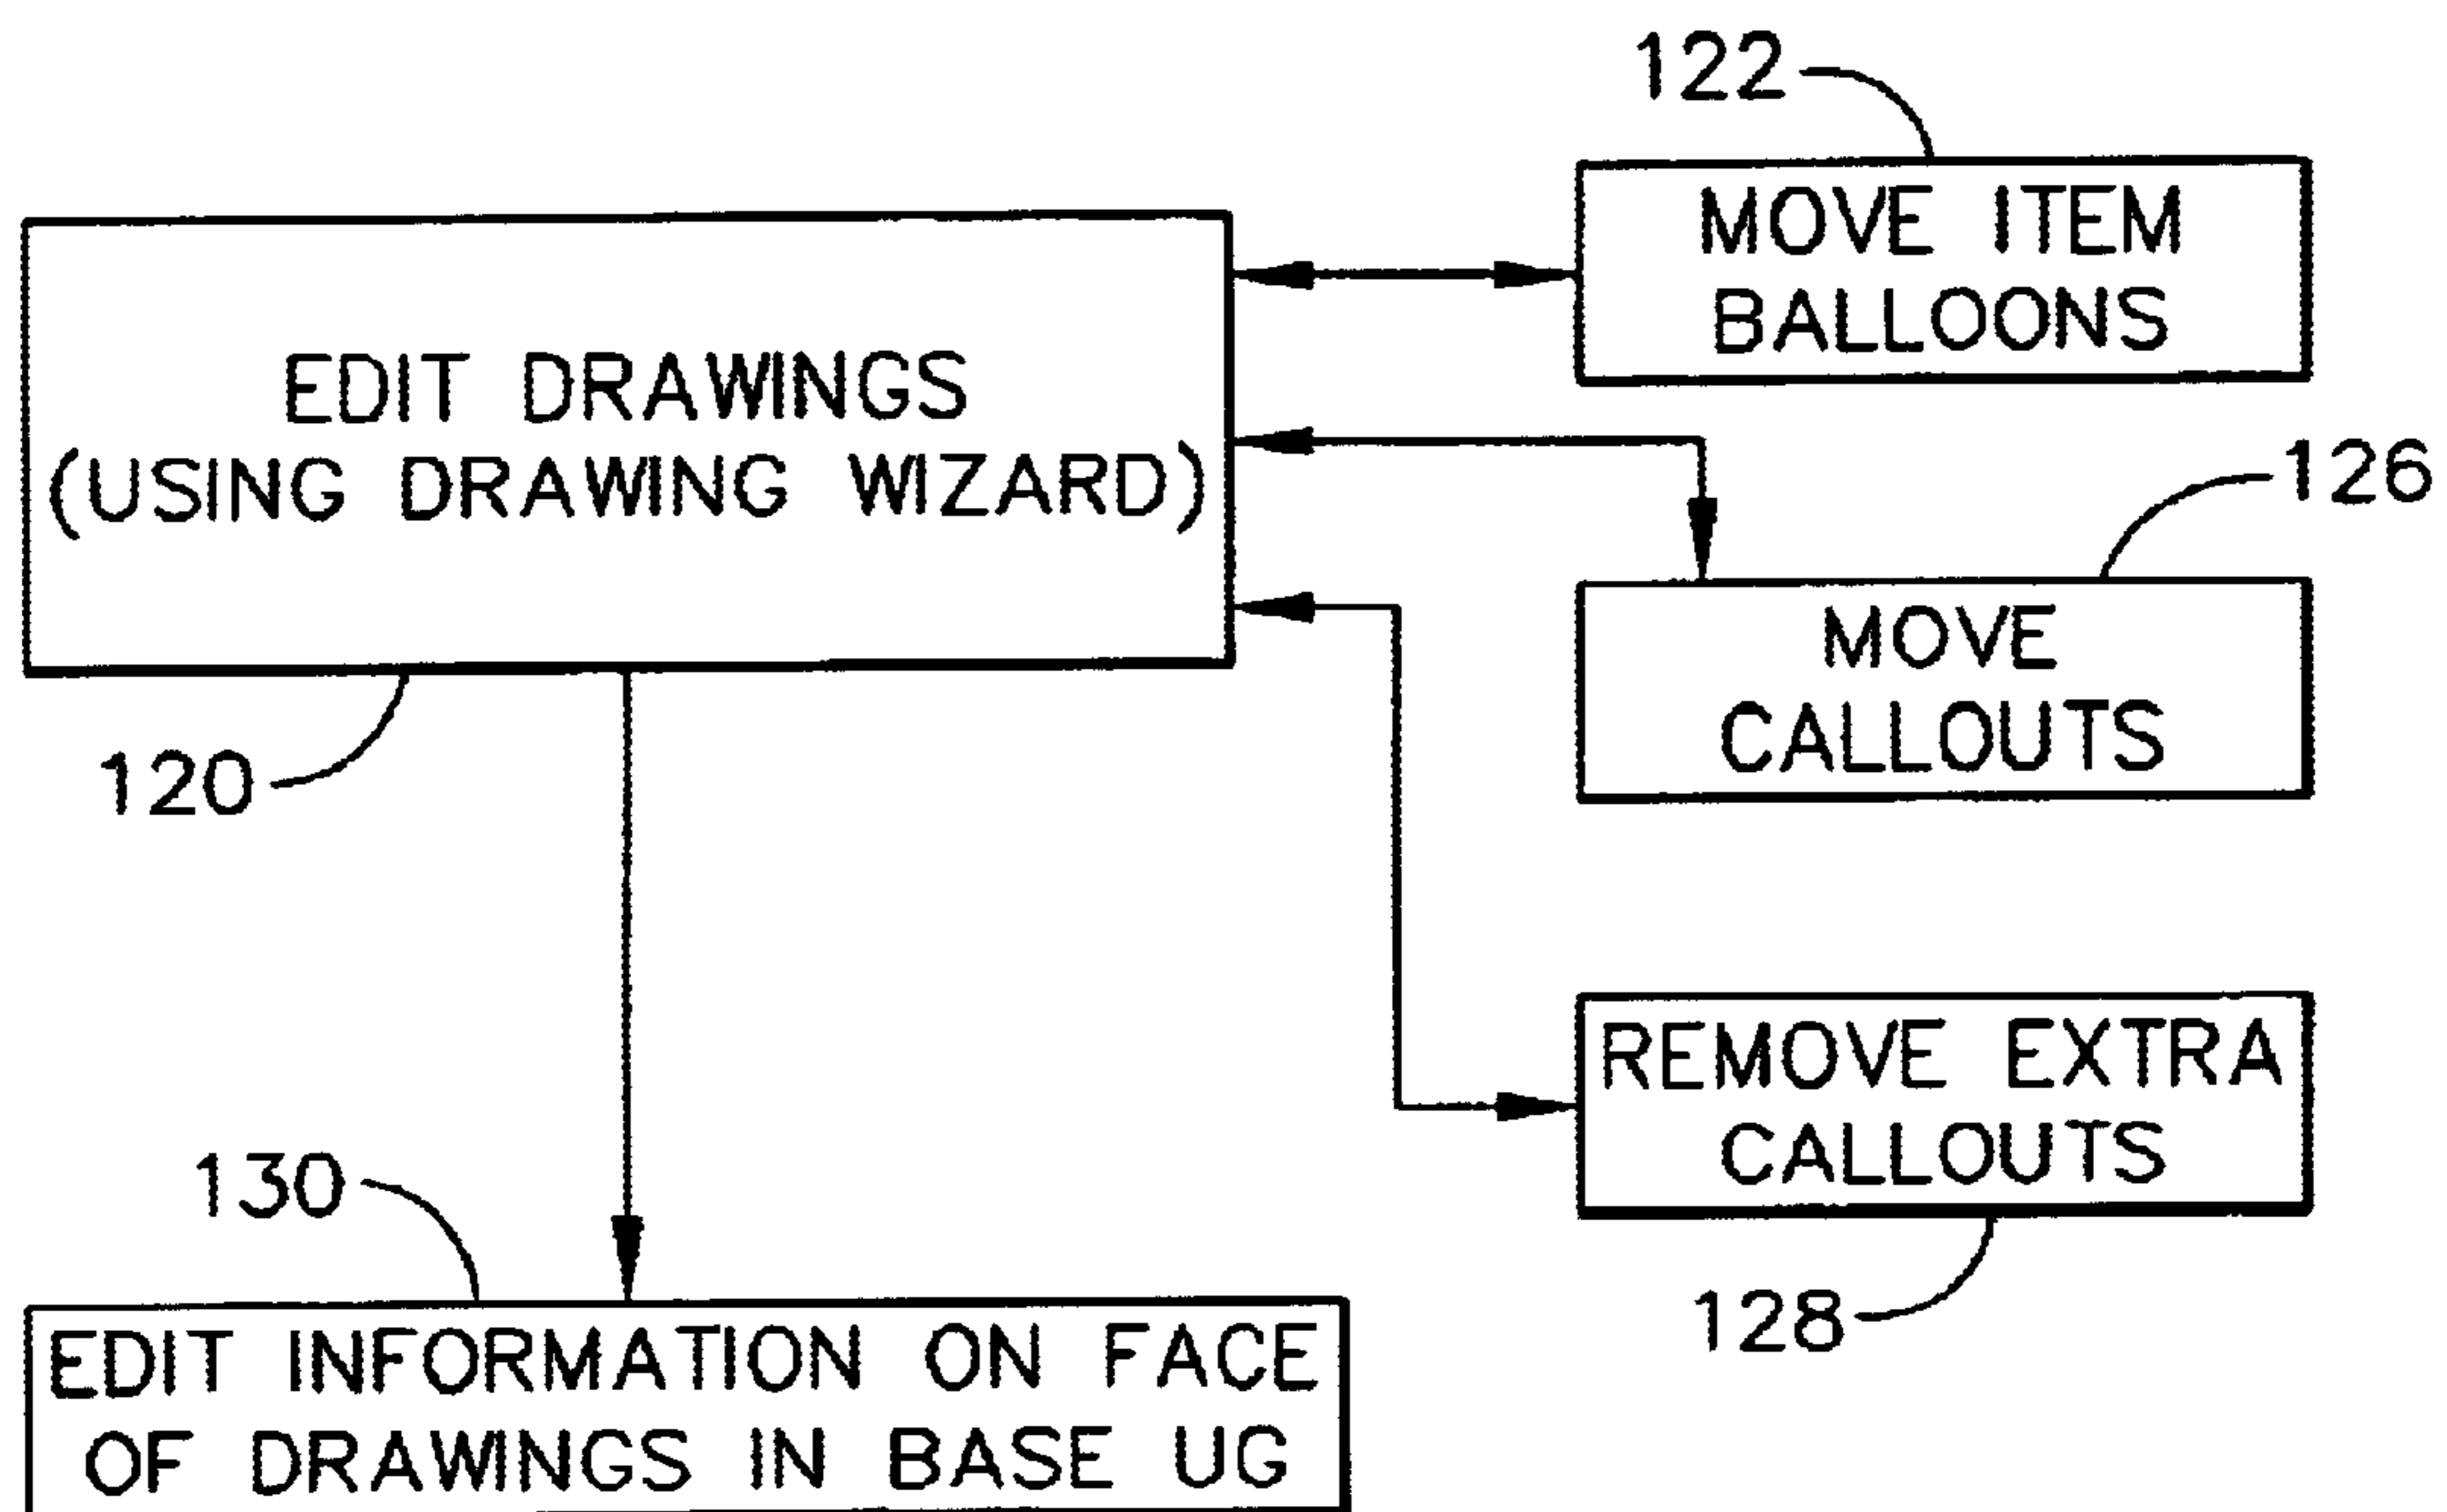 122
MOVE ITEM
BALLOONS
EDIT DRAWINGS
(USING DRAWING WIZARD)
126
MOVE
CALLOUTS
120
REMOVE EXTRA
CALLOUTS
130
128
EDIT INFORMATION ON FACE
OF DRAWINGS IN BASE UG